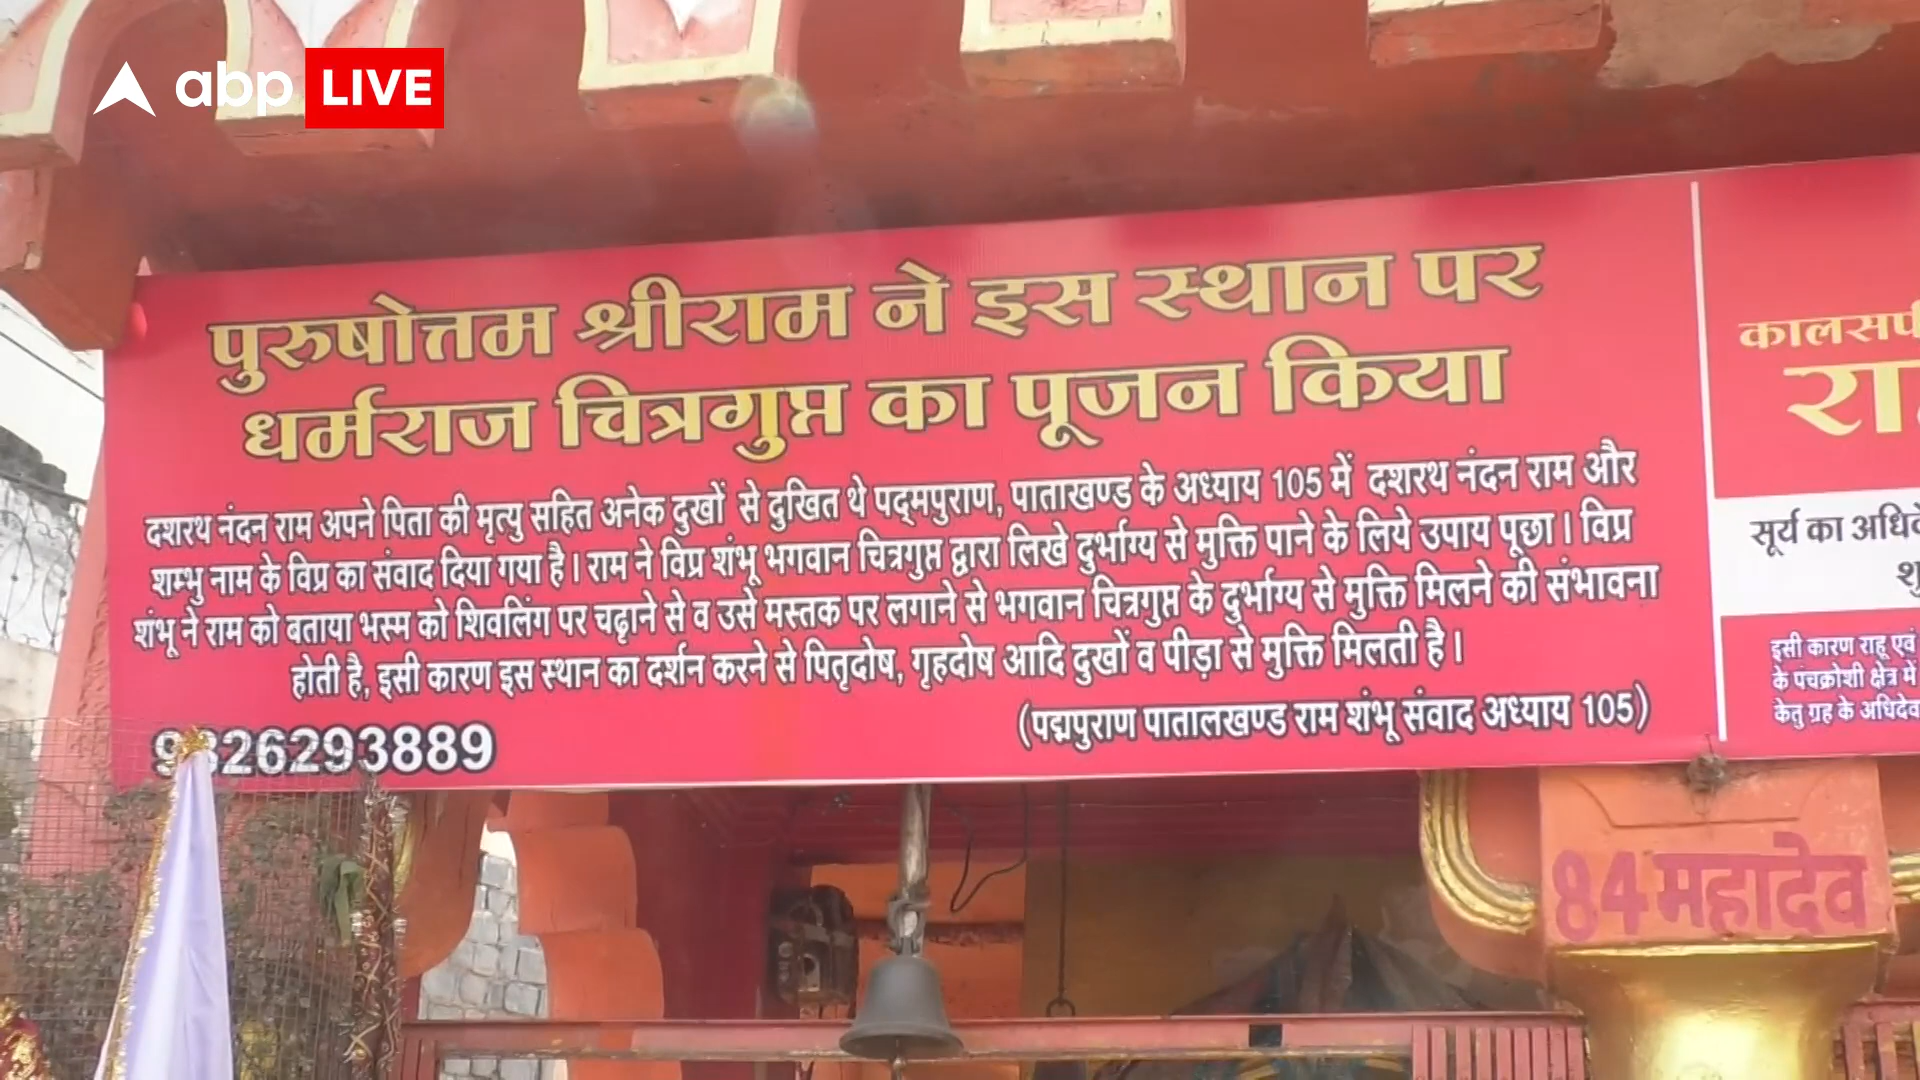 abp LIVE
पुरुषोत्तम श्रीराम ने इस स्थान पर
धर्मराज चित्रगुप्त का पूजन किया
दशरथ नंदन राम अपने पिता की मृत्यु सहित अनेक दुखों से दुखित थे पद्मपुराण, पाताखण्ड के अध्याय 105 में दशरथ नंदन राम और
शम्भु नाम के विप्र का संवाद दिया गया है। राम ने विप्र शंभू भगवान चित्रगुप्त द्वारा लिखे दुर्भाग्य से मुक्ति पाने के लिये उपाय पूछा। विप्र
शंभू ने राम को बताया भस्म को शिवलिंग पर चढ़ाने से व उसे मस्तक पर लगाने से भगवान चित्रगुप्त के दुर्भाग्य से मुक्ति मिलने की संभावना
होती है, इसी कारण इस स्थान का दर्शन करने से पितृदोष, गृहदोष आदि दुखों व पीड़ा से मुक्ति मिलती है।
(पद्मपुराण पातालखण्ड राम शंभू संवाद अध्याय 105)
9826293889
कालसर्प
सूर्य का
इसी कारण राहू एवं
के पंचक्रोशी क्षेत्र में
केतु ग्रह के
84 महादेव